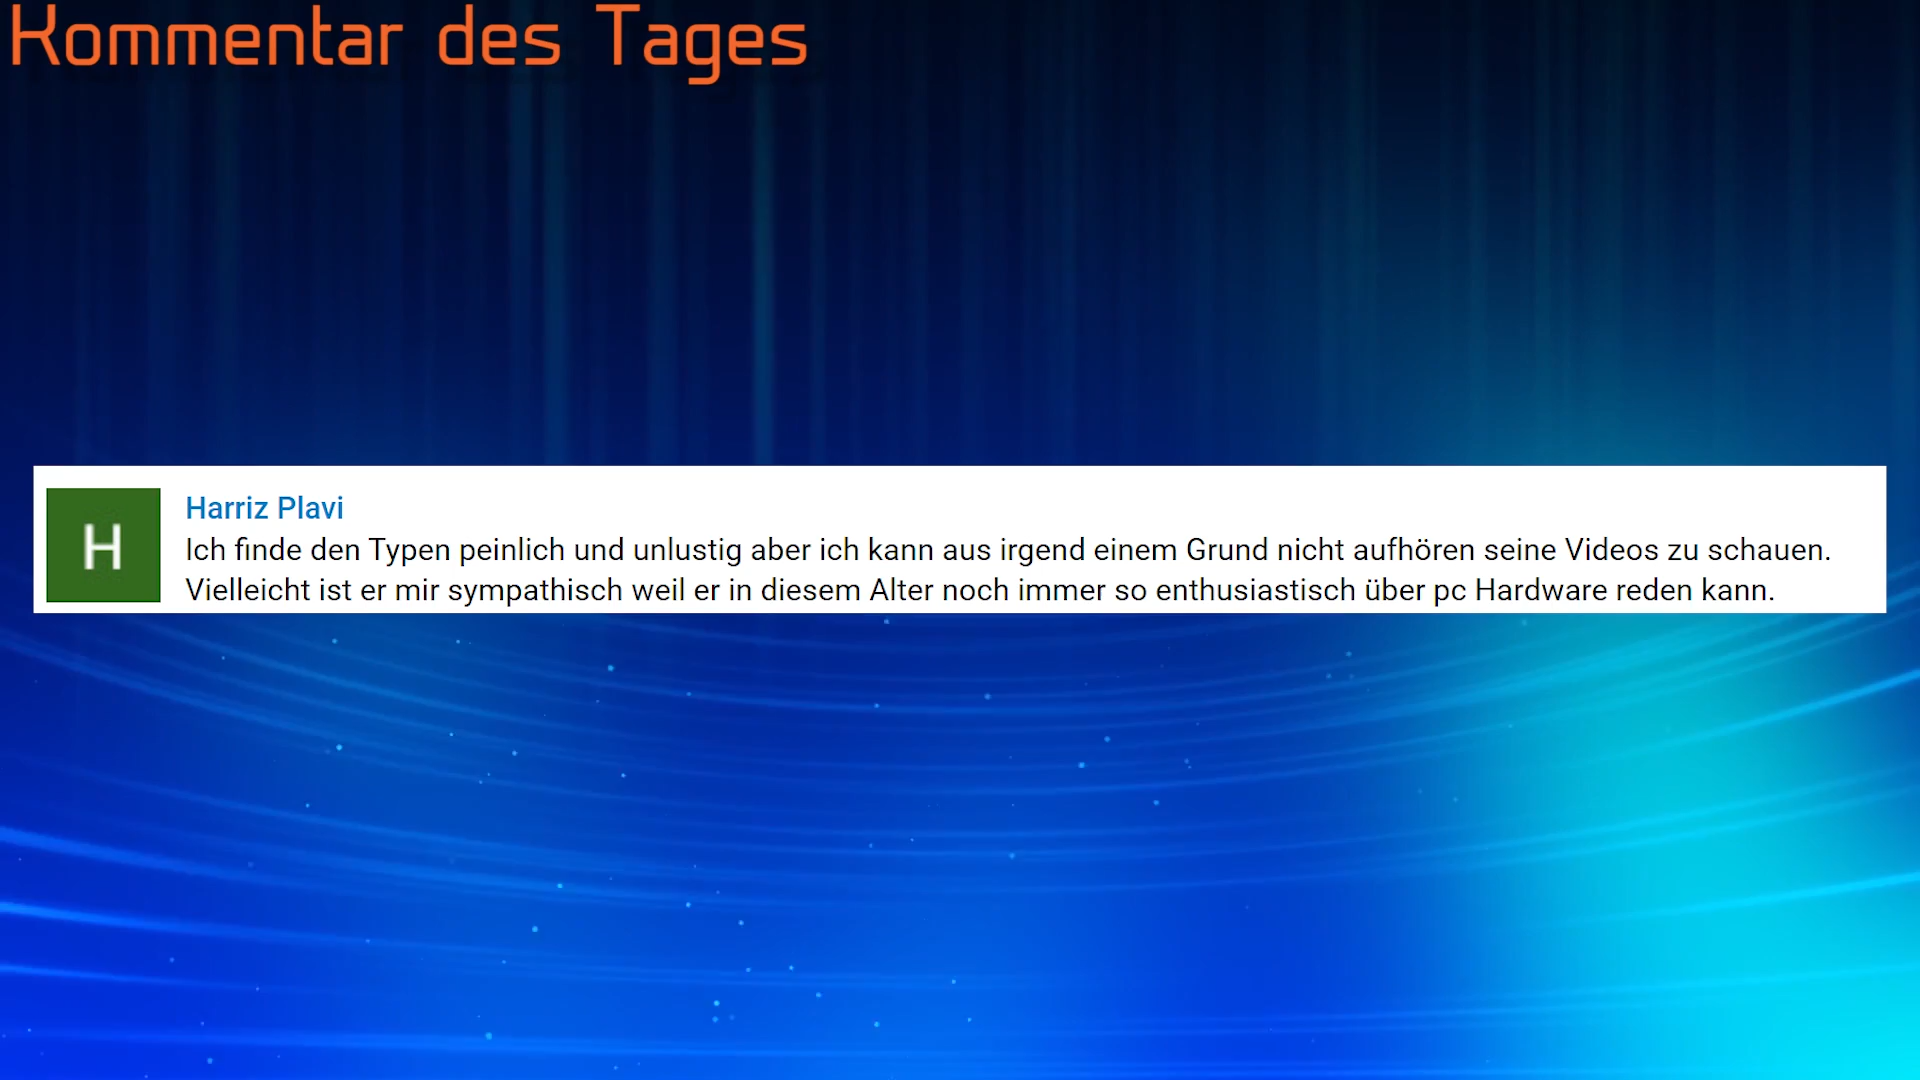 Kommentar des Tages
H
Harriz Plavi
Ich finde den Typen peinlich und unlustig aber ich kann aus irgend einem Grund nicht aufhören seine Videos zu schauen.
Vielleicht ist er mir sympathisch weil er in diesem Alter noch immer so enthusiastisch über pc Hardware reden kann.